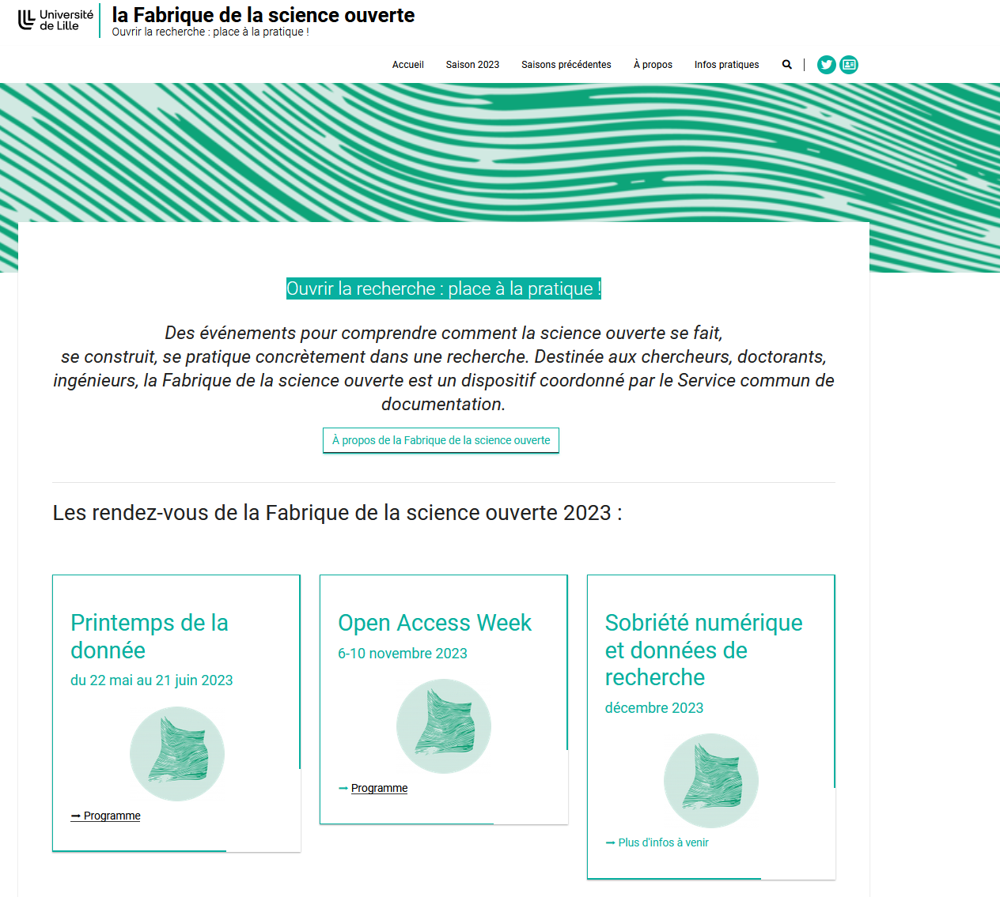 Université
de Lille
la Fabrique de la science ouverte
Ouvrir la recherche : place à la pratique !
Accueil Saison 2023 Saisons précédentes À propos Infos pratiques
Ouvrir la recherche : place à la pratique !
Des événements pour comprendre comment la science ouverte se fait,
se construit, se pratique concrètement dans une recherche. Destinée aux chercheurs, doctorants,
ingénieurs, la Fabrique de la science ouverte est un dispositif coordonné par le Service commun de
documentation.
À propos de la Fabrique de la science ouverte
Les rendez-vous de la Fabrique de la science ouverte 2023 :
Printemps de la
donnée
du 22 mai au 21 juin 2023
➞ Programme
Open Access Week
6-10 novembre 2023
➞ Programme
Sobriété numérique
et données de
recherche
décembre 2023
➞ Plus d'infos à venir